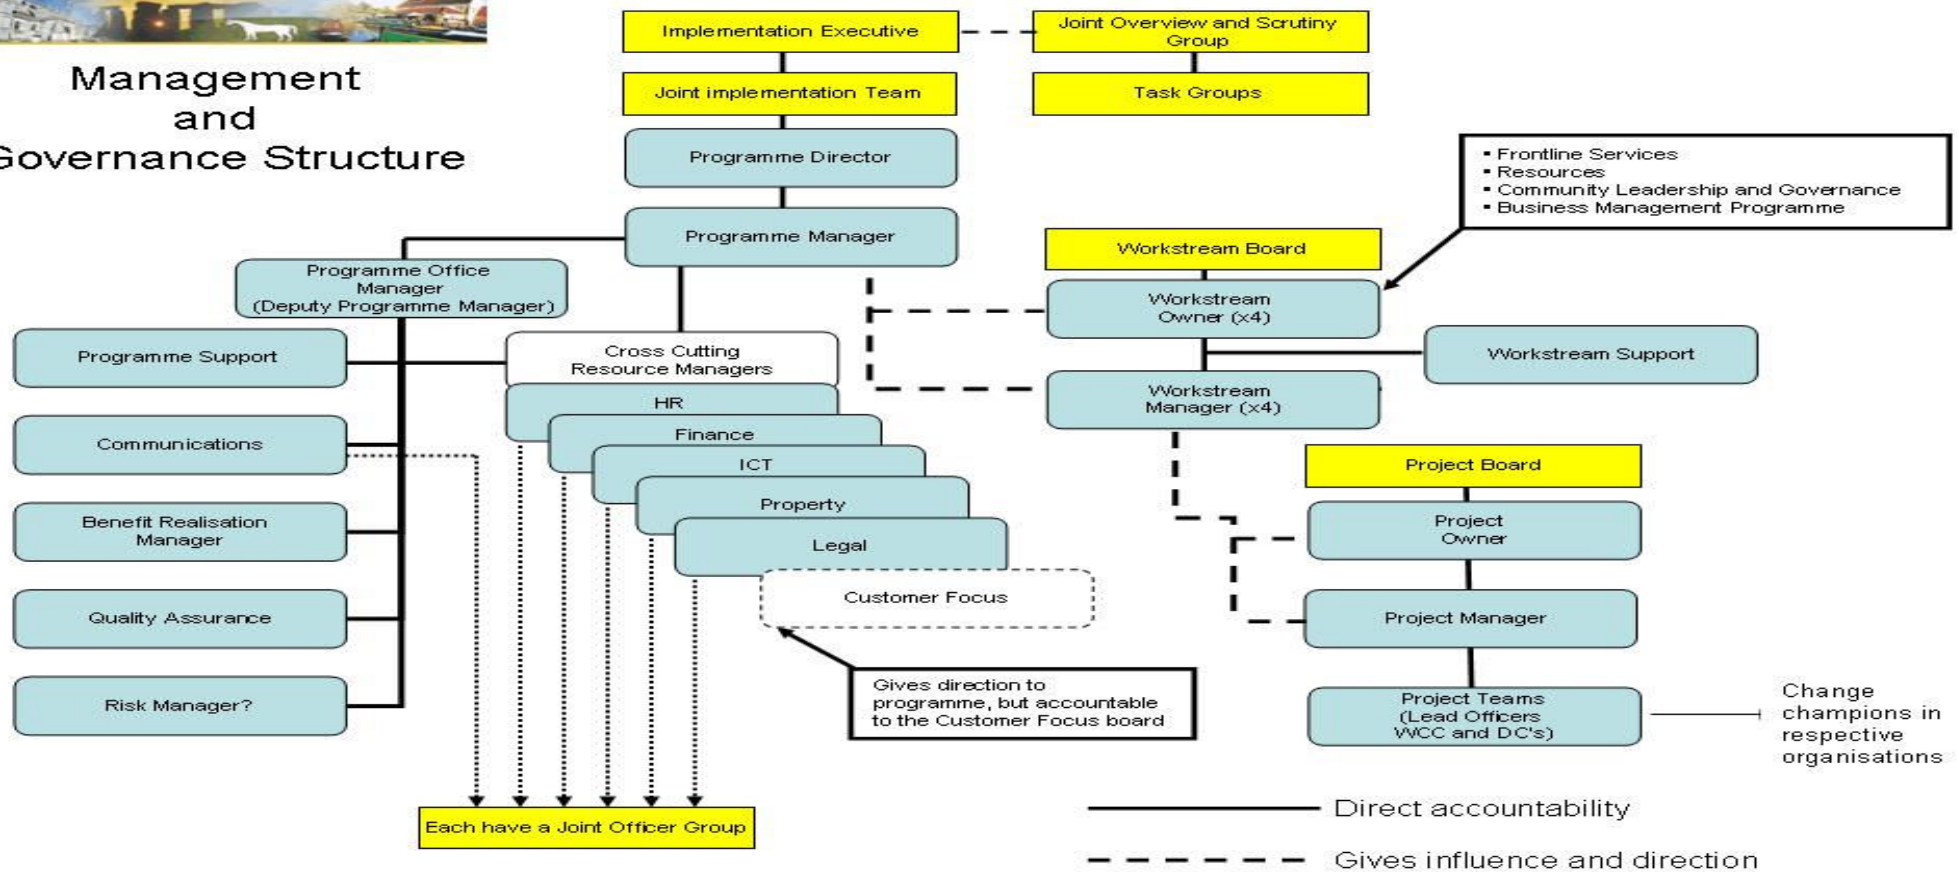 Management
and
Governance Structure
Implementation Executive
Joint Overview and Scrutiny
Group
Joint implementation Team
Task Groups
Programme Director
Programme Manager
▪ Frontline Services
▪ Resources
▪ Community Leadership and Governance
▪ Business Management Programme
Workstream Board
Programme Office
Manager
(Deputy Programme Manager)
Workstream
Owner (x4)
Programme Support
Cross Cutting
Resource Managers
Workstream Support
HR
Workstream
Manager (x4)
Communications
Finance
ICT
Project Board
Property
Benefit Realisation
Manager
Project
Owner
Legal
Customer Focus
Quality Assurance
Project Manager
Gives direction to
programme, but accountable
to the Customer Focus board
Risk Manager?
Project Teams
(Lead Officers
WCC and DC's)
Change
champions in
respective
organisations
Each have a Joint Officer Group
Direct accountability
Gives influence and direction